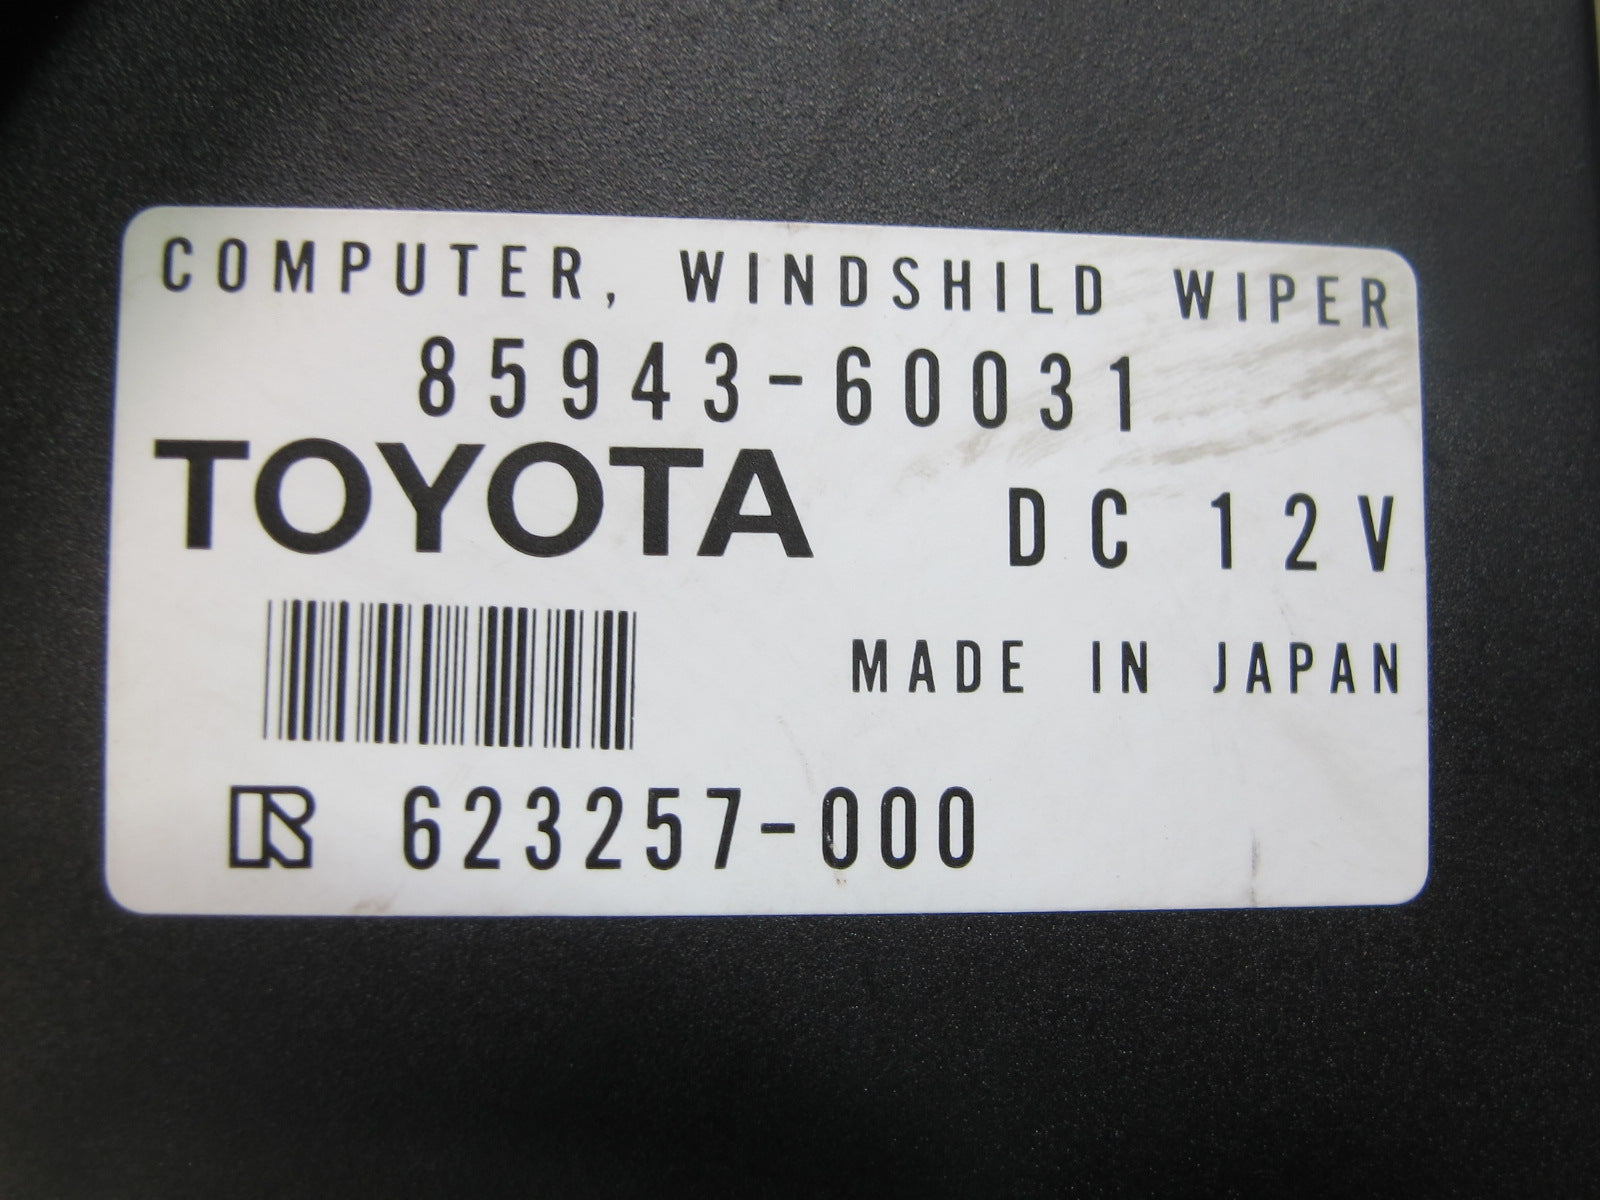 COMPUTER, WINDSHILD WIPER
85943-60031
TOYOTA DC 12V
MADE IN JAPAN
R 623257-000